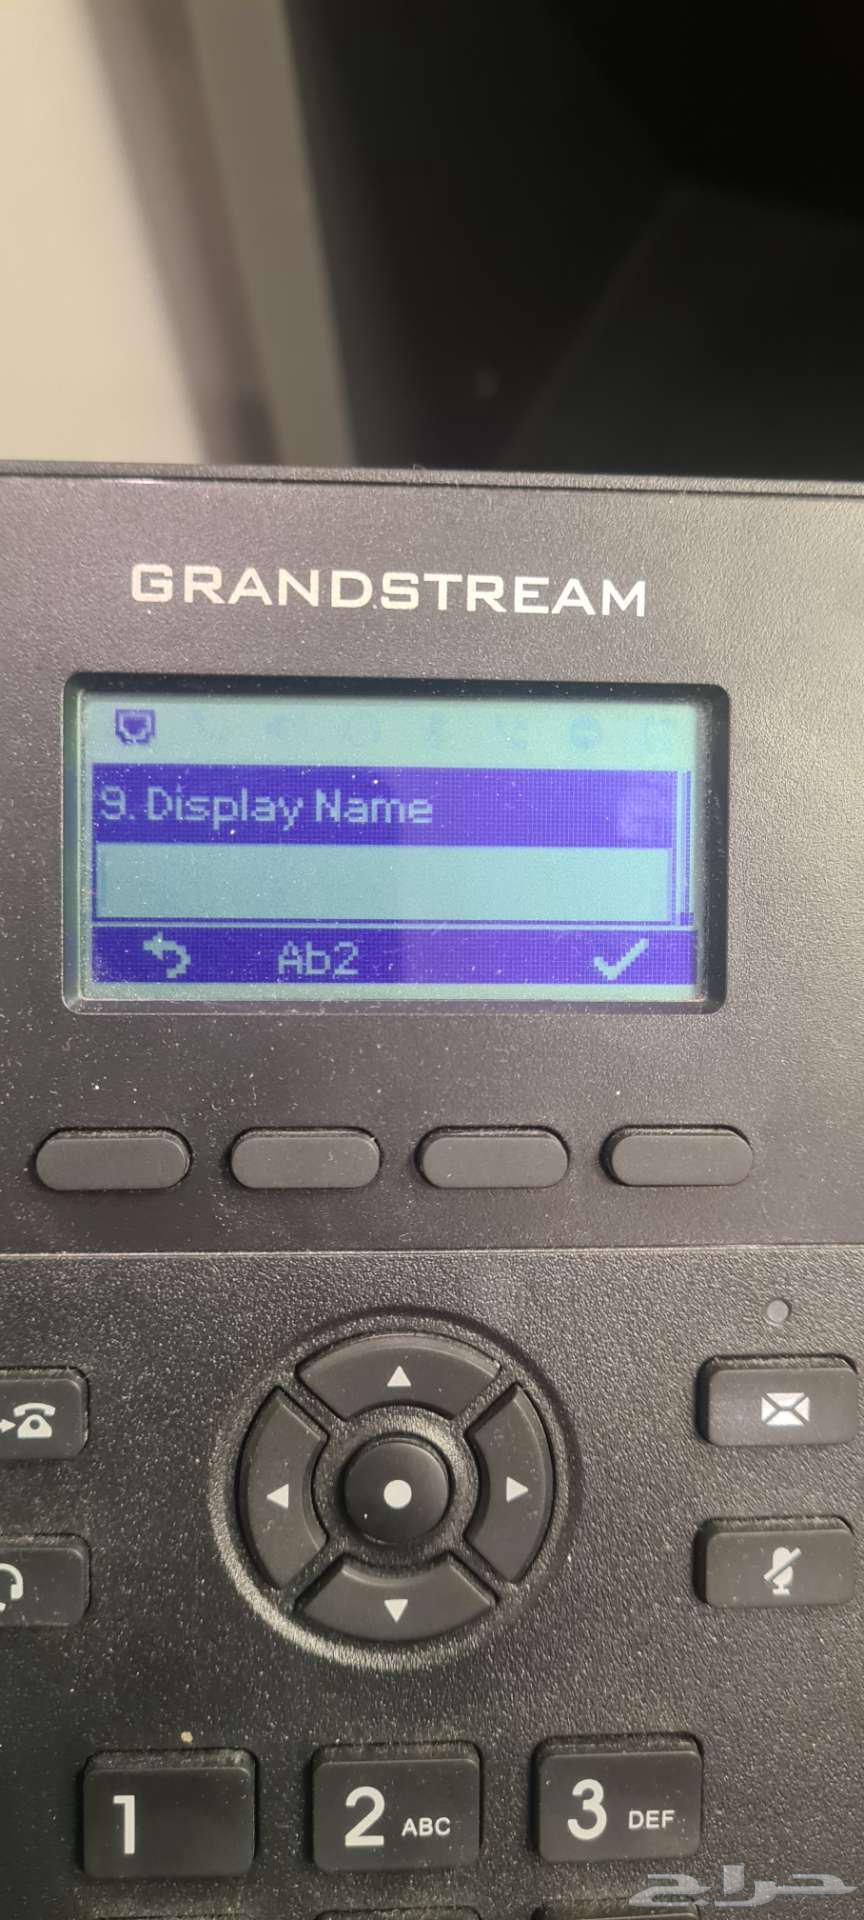 GRANDSTREAM
9. Display Name
Ab2
1
2 ABC
3 DEF
حراج